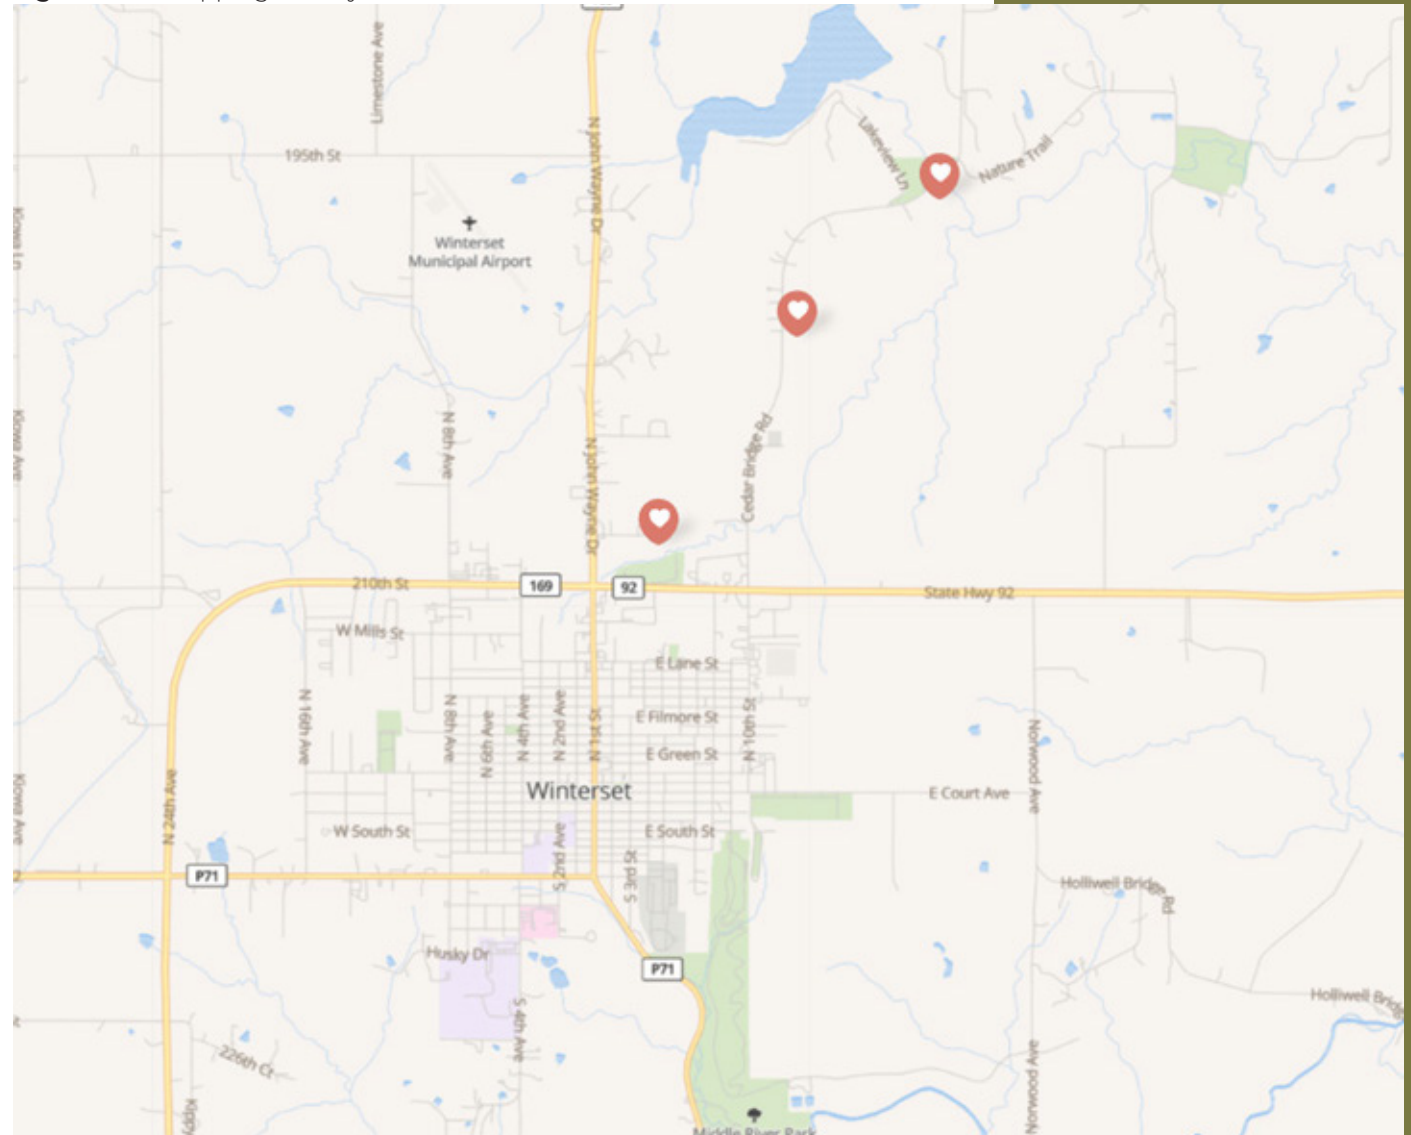 Limestone Ave
N John Wayne Dr
195th St
Lakeview Ln
Nature Trail
Kiowa Ln
Winterset
Municipal Airport
Kiowa Ave
N 8th Ave
N John Wayne Dr
Cedar Bridge Rd
210th St
169
92
State Hwy 92
W Mills St
E Lane St
N 16th Ave
N 8th Ave
N 6th Ave
N 4th Ave
N 2nd Ave
N 1st St
E Filmore St
N 10th St
E Green St
Norwood Ave
Kiowa Ave
N 24th Ave
Winterset
E Court Ave
W South St
S 2nd Ave
E South St
S 3rd St
P71
Holliwell Bridge Rd
Husky Dr
P71
S 4th Ave
Holliwell Bridge
226th Ct
Norwood Ave
Kippy
Middle River Park